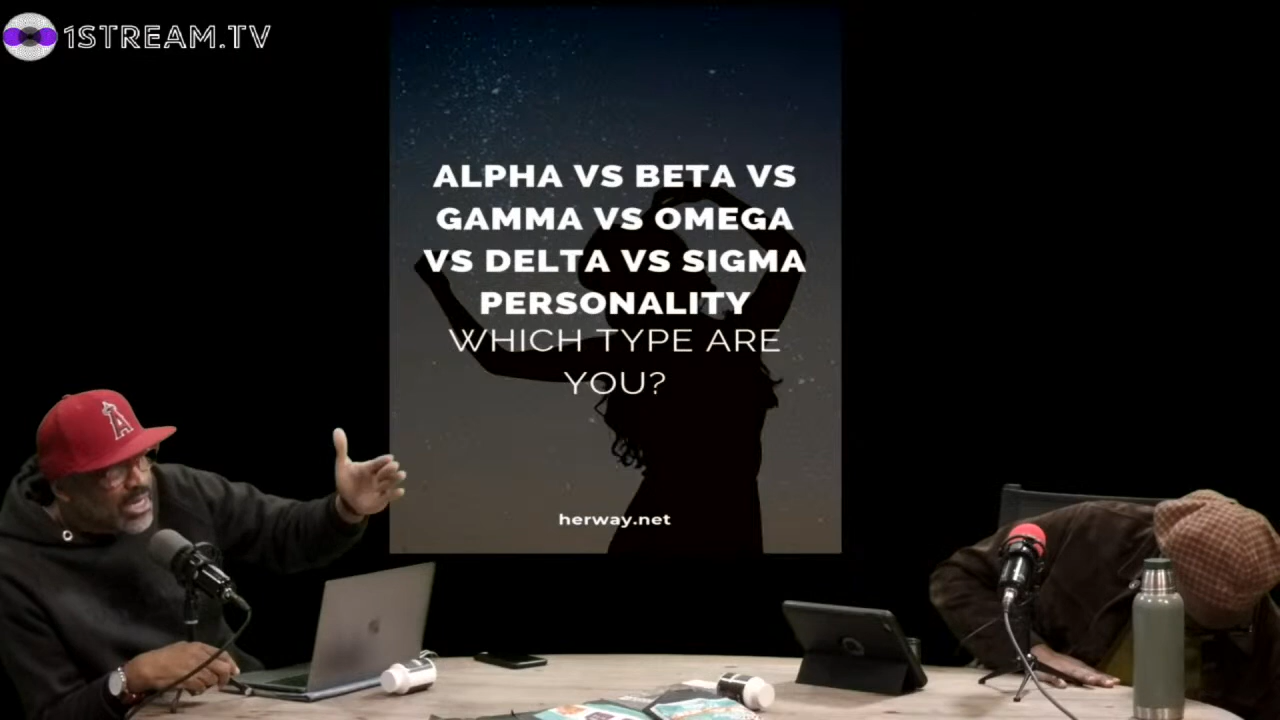 1STREAM.TV
ALPHA VS BETA VS
GAMMA VS OMEGA
VS DELTA VS SIGMA
PERSONALITY
WHICH TYPE ARE
YOU?
herway.net
A